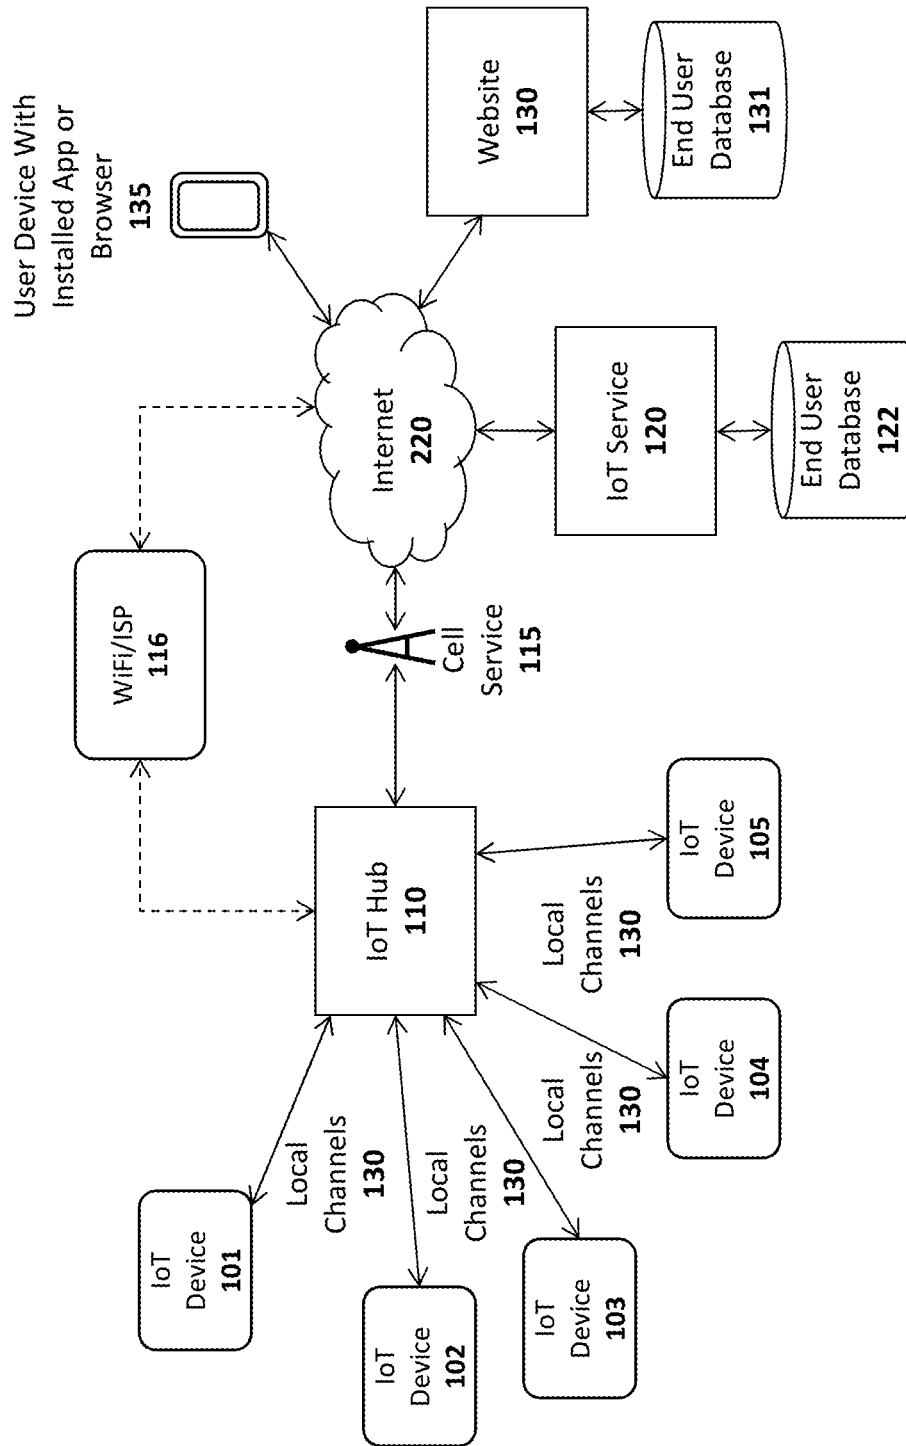 User Device With
Installed App or
Browser
135
WiFi/ISP
116
IoT
Device
101
Local
Channels
130
IoT
Device
102
Local
Channels
130
IoT
Device
103
IoT Hub
110
Local
Channels
130
IoT
Device
104
Local
Channels
130
IoT
Device
105
Cell
Service
115
Internet
220
Website
130
End User
Database
131
IoT Service
120
End User
Database
122